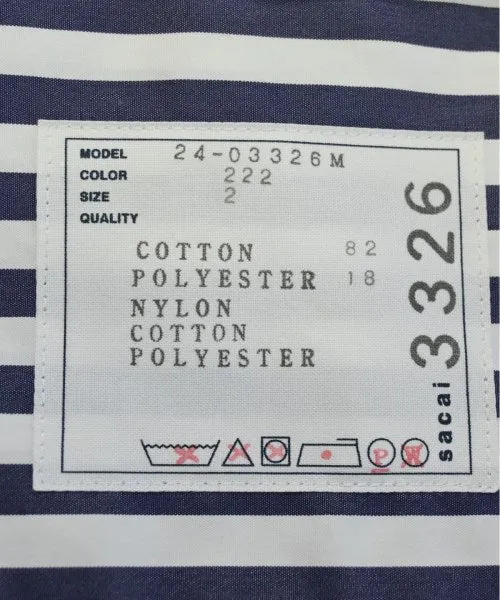 MODEL 24-03326M
COLOR 222
SIZE 2
QUALITY
COTTON 82
POLYESTER 18
NYLON
COTTON
POLYESTER
P W
sacai 3326